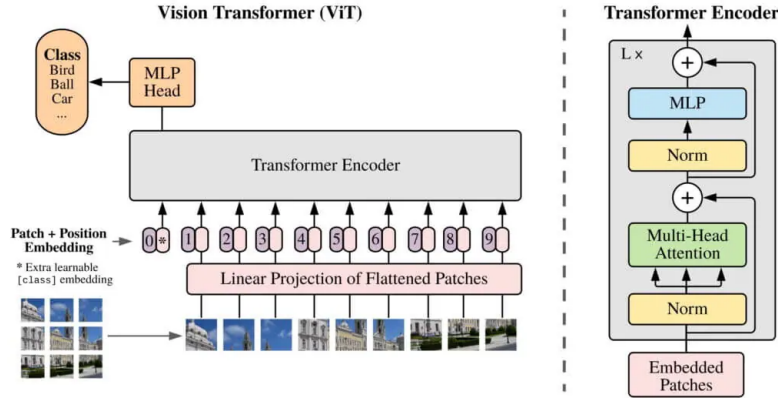 Vision Transformer (ViT)
Class
Bird
Ball
Car
...
MLP
Head
Transformer Encoder
Patch + Position
Embedding
0 * 1 2 3 4 5 6 7 8 9
* Extra learnable
[class] embedding
Linear Projection of Flattened Patches
Transformer Encoder
L ×
+
MLP
Norm
+
Multi-Head
Attention
Norm
Embedded
Patches